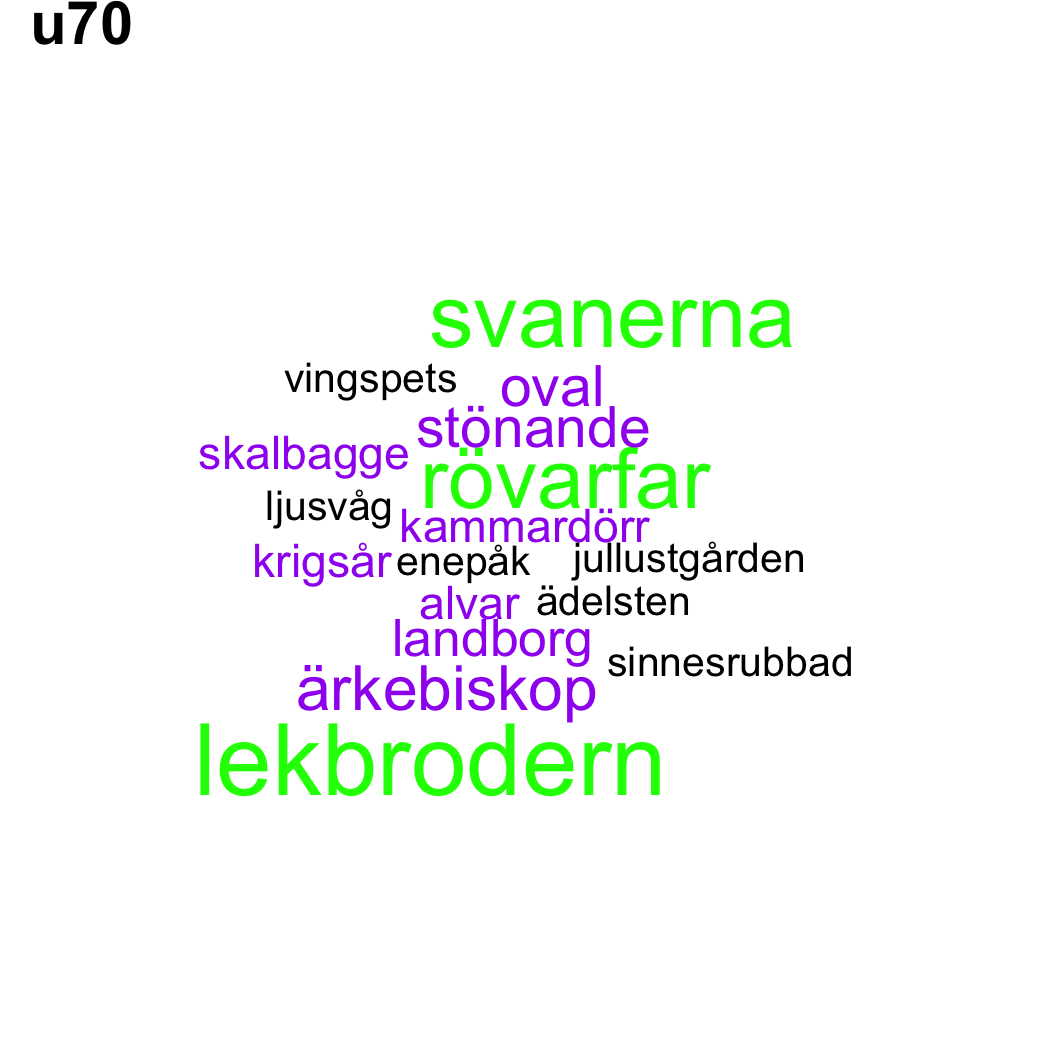 u70
svanerna
vingspets
oval
stönande
skalbagge
rövarfar
ljusvåg
kammardörr
krigsår
enepåk
jullustgården
alvar
ädelsten
landborg
sinnesrubbad
ärkebiskop
lekbrodern